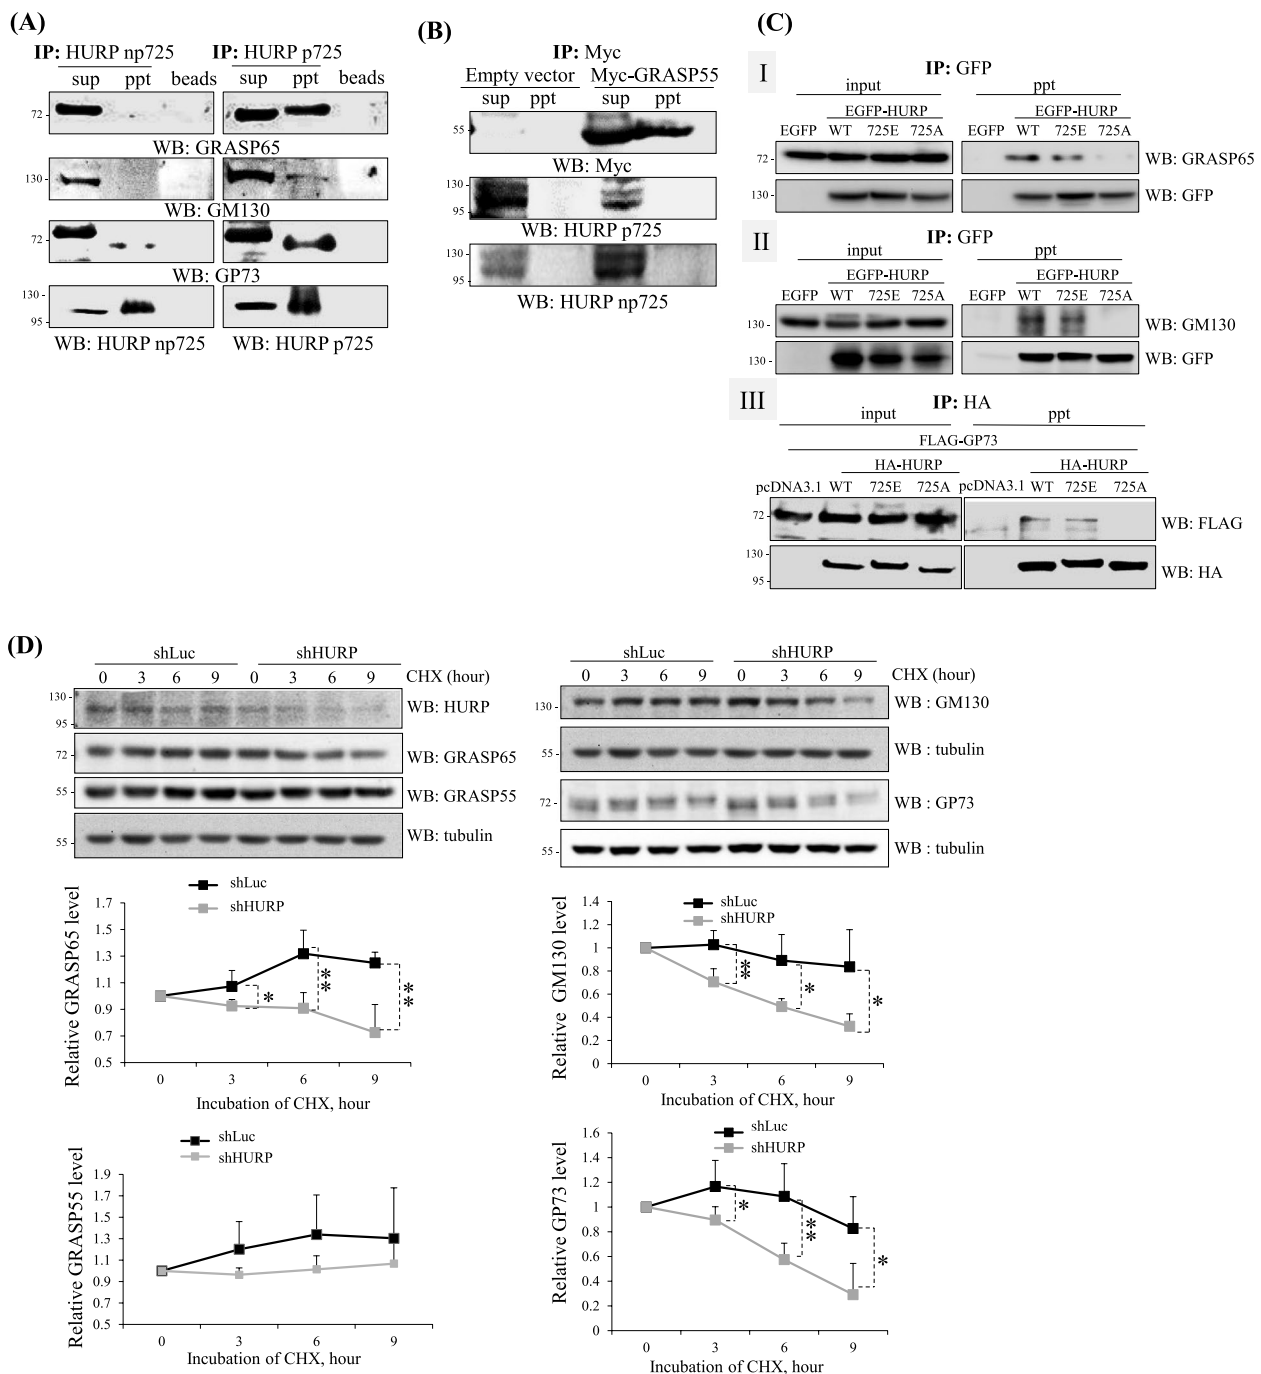 (A)
IP: HURP np725 IP: HURP p725
sup ppt beads sup ppt beads
72
WB: GRASP65
130
WB: GM130
72
WB: GP73
130
95
WB: HURP np725 WB: HURP p725
(B)
IP: Myc
Empty vector Myc-GRASP55
sup ppt sup ppt
55
WB: Myc
130
95
WB: HURP p725
130
95
WB: HURP np725
(C)
I
IP: GFP
input ppt
EGFP-HURP EGFP-HURP
EGFP WT 725E 725A EGFP WT 725E 725A
72 WB: GRASP65
130 WB: GFP
II
IP: GFP
input ppt
EGFP-HURP EGFP-HURP
EGFP WT 725E 725A EGFP WT 725E 725A
130 WB: GM130
130 WB: GFP
III
IP: HA
input ppt
FLAG-GP73
HA-HURP HA-HURP
pcDNA3.1 WT 725E 725A pcDNA3.1 WT 725E 725A
72 WB: FLAG
130
95 WB: HA
(D)
shLuc shHURP
0 3 6 9 0 3 6 9 CHX (hour)
130
95 WB: HURP
72 WB: GRASP65
55 WB: GRASP55
55 WB: tubulin
shLuc shHURP
0 3 6 9 0 3 6 9 CHX (hour)
130 WB : GM130
55 WB : tubulin
72 WB : GP73
55 WB : tubulin
shLuc
shHURP
Relative GRASP65 level
1.7
1.5
1.3
1.1
0.9
0.7
0.5
*
**
**
0 3 6 9
Incubation of CHX, hour
shLuc
shHURP
Relative GM130 level
1.4
1.2
1
0.8
0.6
0.4
0.2
0
**
*
*
0 3 6 9
Incubation of CHX, hour
shLuc
shHURP
Relative GRASP55 level
1.9
1.7
1.5
1.3
1.1
0.9
0.7
0.5
0 3 6 9
Incubation of CHX, hour
shLuc
shHURP
Relative GP73 level
1.6
1.4
1.2
1
0.8
0.6
0.4
0.2
0
*
**
*
0 3 6 9
Incubation of CHX, hour